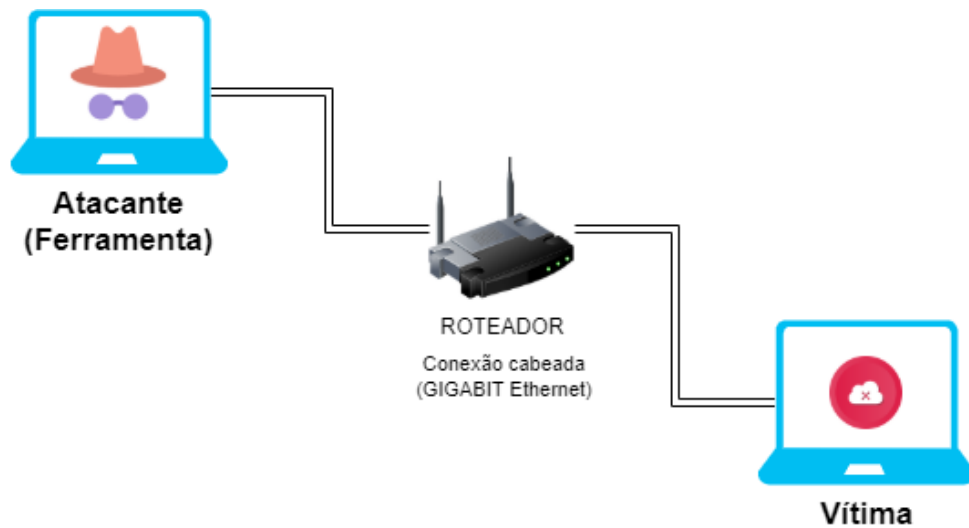 Atacante
(Ferramenta)
ROTEADOR
Conexão cabeada
(GIGABIT Ethernet)
Vítima